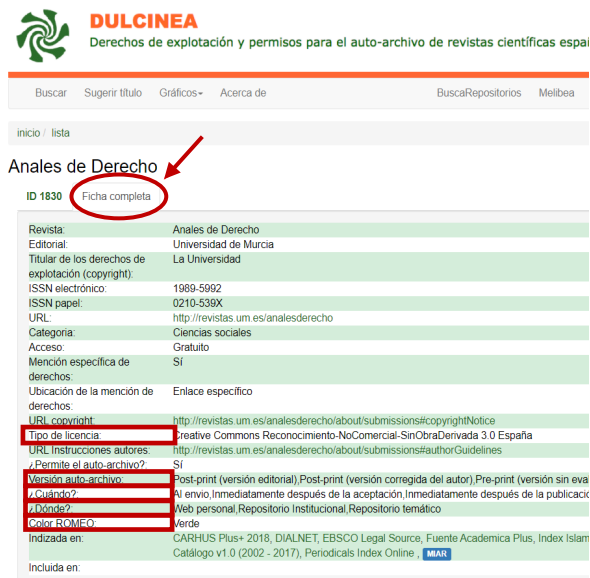 DULCINEA
Derechos de explotación y permisos para el auto-archivo de revistas científicas
Buscar Sugerir título Gráficos Acerca de BuscaRepositorios Melibea
inicio / lista
Anales de Derecho
ID 1830 Ficha completa
Revista: Anales de Derecho
Editorial: Universidad de Murcia
Titular de los derechos de La Universidad
explotación (copyright):
ISSN electrónico: 1989-5992
ISSN papel: 0210-539X
URL: http://revistas.um.es/analesderecho
Categoria: Ciencias sociales
Acceso: Gratuito
Mención específica de Sí
derechos:
Ubicación de la mención de Enlace específico
derechos:
URL copyright: http://revistas.um.es/analesderecho/about/submissions#copyrightNotice
Tipo de licencia: Creative Commons Reconocimiento-NoComercial-SinObraDerivada 3.0 España
URL Instrucciones autores: http://revistas.um.es/analesderecho/about/submissions#authorGuidelines
¿Permite el auto-archivo?: Sí
Versión auto-archivo: Post-print (versión editorial),Post-print (versión corregida del autor),Pre-print (versión sin
¿Cuándo?: Al envio,Inmediatamente después de la aceptación,Inmediatamente después de la
¿Dónde?: Web personal,Repositorio Institucional,Repositorio temático
Color ROMEO: Verde
Indizada en: CARHUS Plus+ 2018, DIALNET, EBSCO Legal Source, Fuente Academica Plus, Index
Catálogo v1.0 (2002 - 2017), Periodicals Index Online , MIAR
Incluida en: